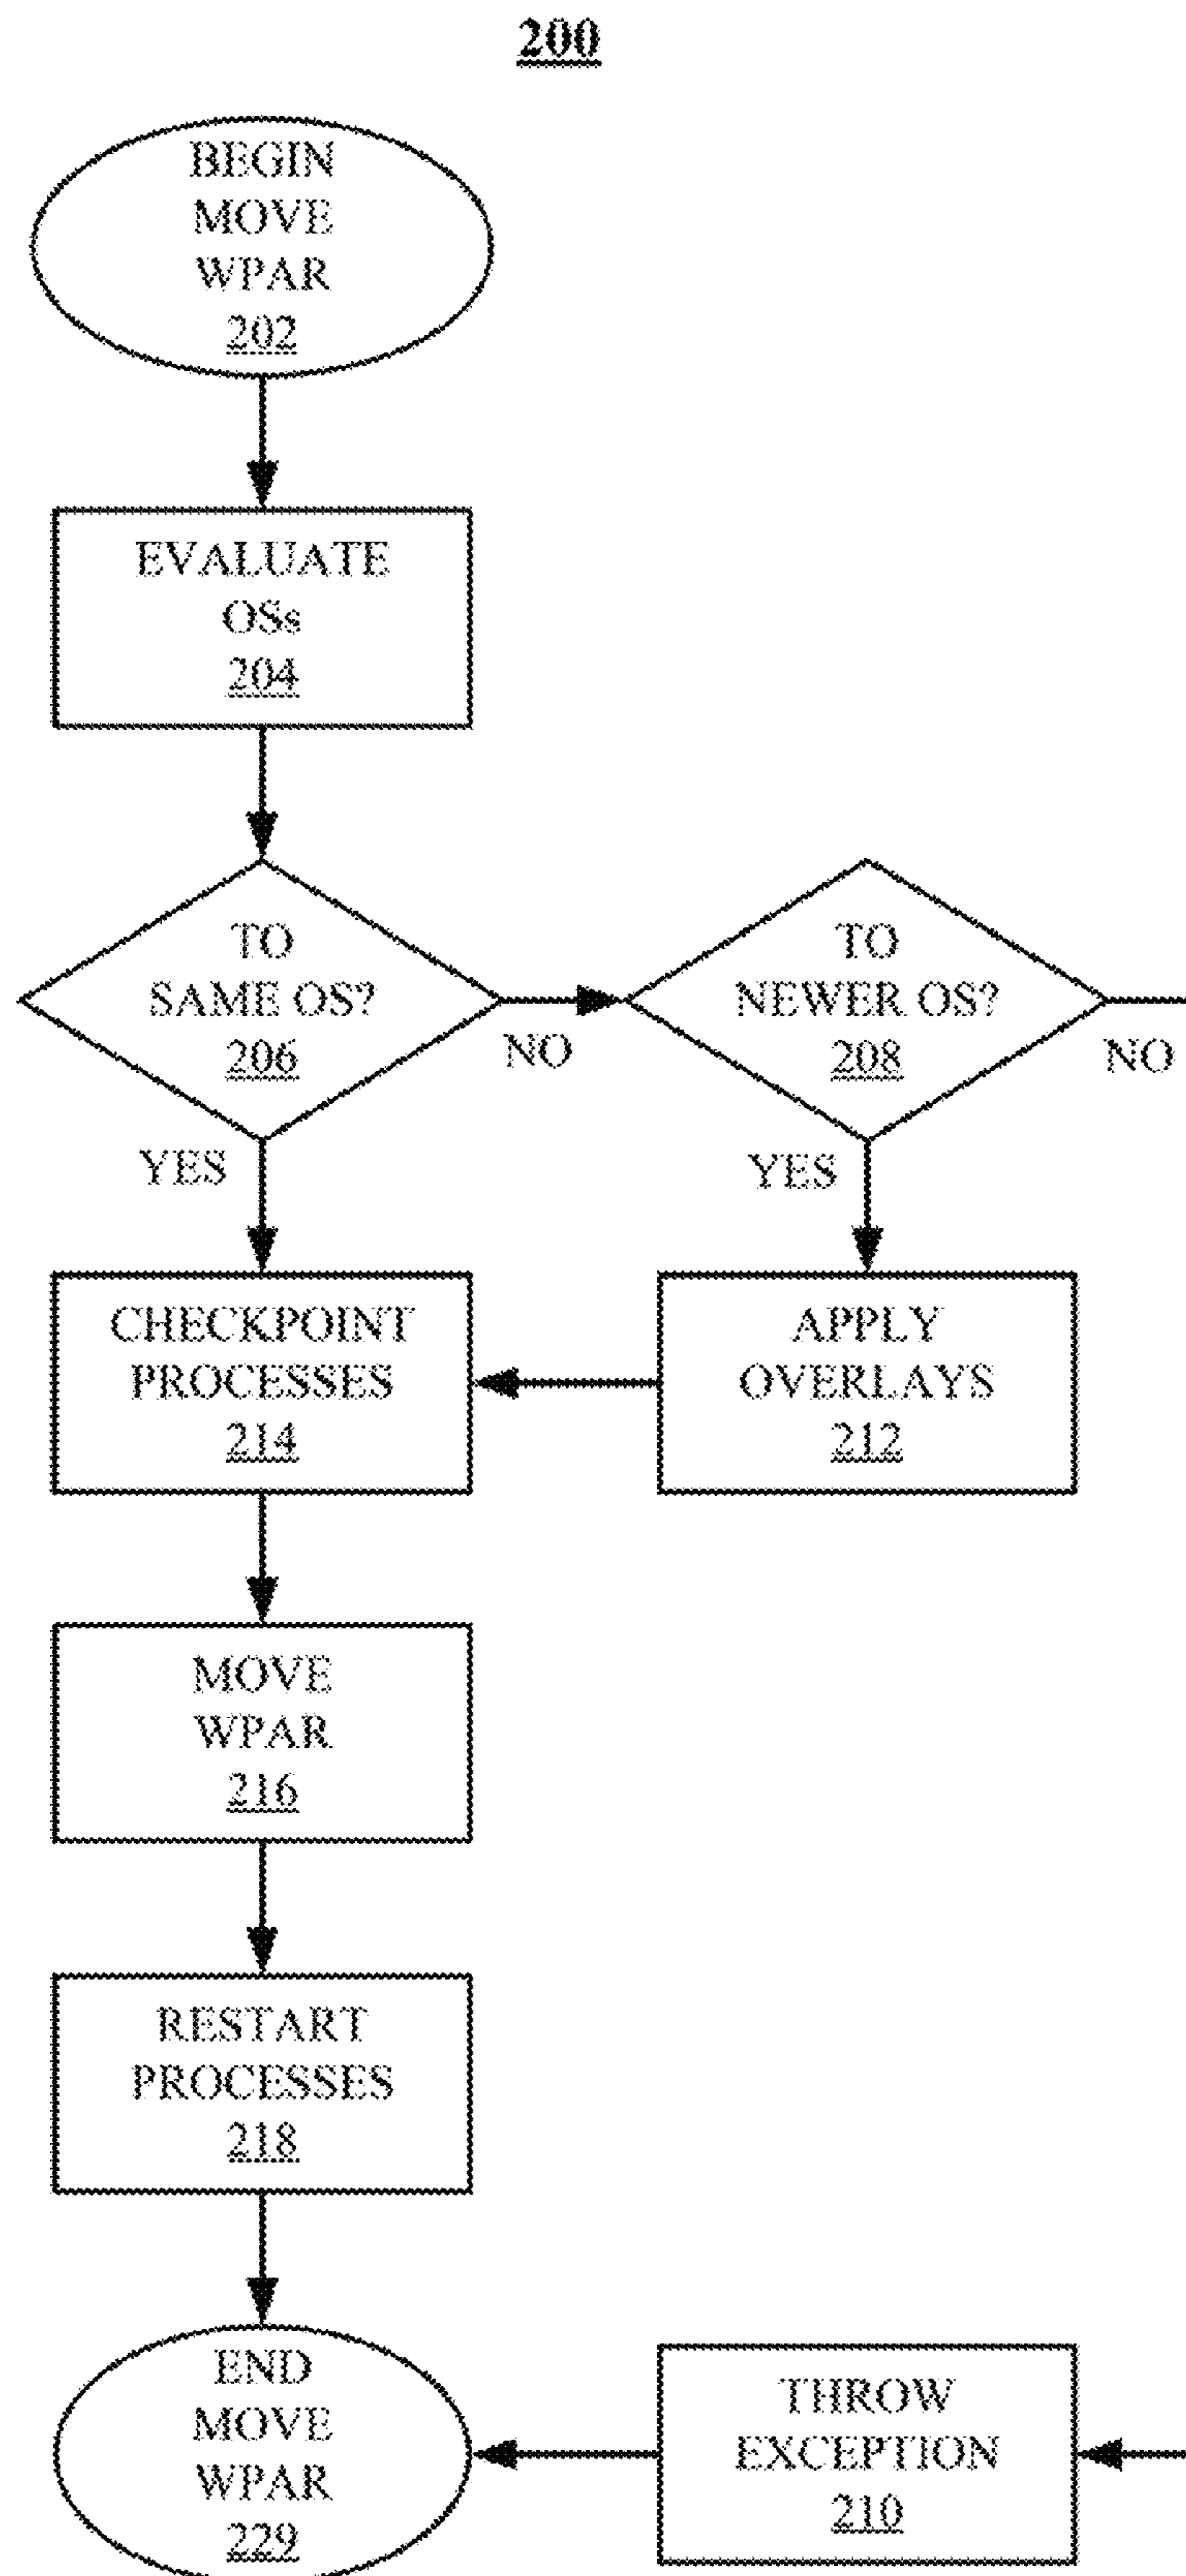 200
BEGIN
MOVE
WPAR
202
EVALUATE
OSs
204
TO
SAME OS?
206
NO
YES
TO
NEWER OS?
208
NO
YES
CHECKPOINT
PROCESSES
214
APPLY
OVERLAYS
212
MOVE
WPAR
216
RESTART
PROCESSES
218
END
MOVE
WPAR
229
THROW
EXCEPTION
210